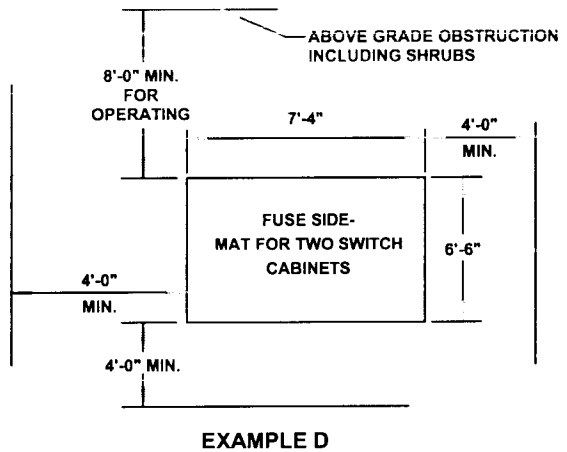 ABOVE GRADE OBSTRUCTION
INCLUDING SHRUBS
8'-0" MIN.
FOR
OPERATING
7'-4"
4'-0"
MIN.
FUSE SIDE-
MAT FOR TWO SWITCH
CABINETS
6'-6"
4'-0"
MIN.
4'-0" MIN.
EXAMPLE D